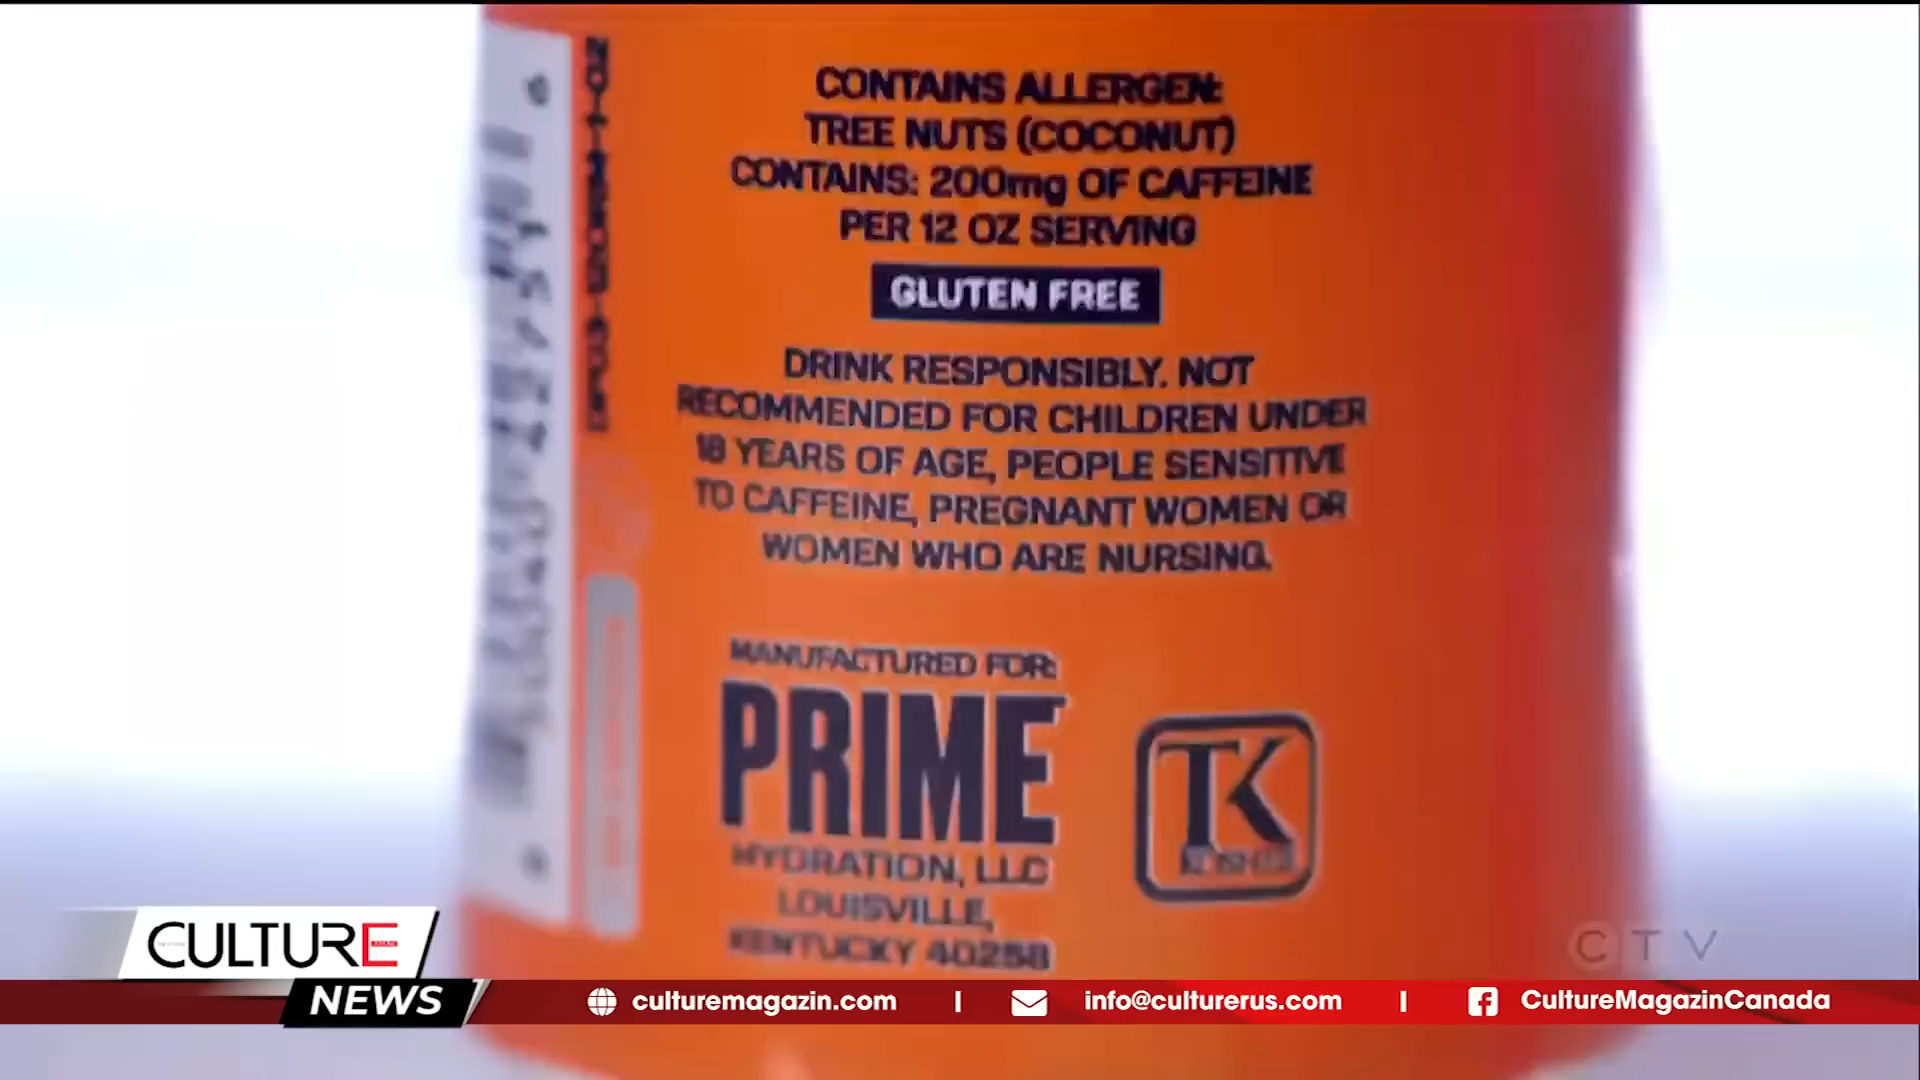 CONTAINS ALLERGEN:
TREE NUTS (COCONUT)
CONTAINS: 200mg OF CAFFEINE
PER 12 OZ SERVING
GLUTEN FREE
DRINK RESPONSIBLY. NOT
RECOMMENDED FOR CHILDREN UNDER
18 YEARS OF AGE, PEOPLE SENSITIVE
TO CAFFEINE, PREGNANT WOMEN OR
WOMEN WHO ARE NURSING.
MANUFACTURED FOR:
PRIME
HYDRATION, LLC
LOUISVILLE,
KENTUCKY 40258
TK
KOSHER
CTV
CULTURE
NEWS
culturemagazin.com | info@culturerus.com | CultureMagazinCanada